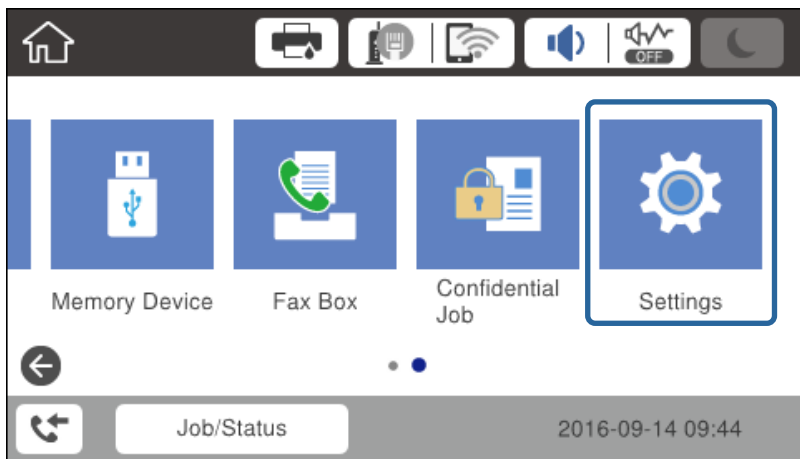 OFF
Memory Device
Fax Box
Confidential
Job
Settings
Job/Status
2016-09-14 09:44